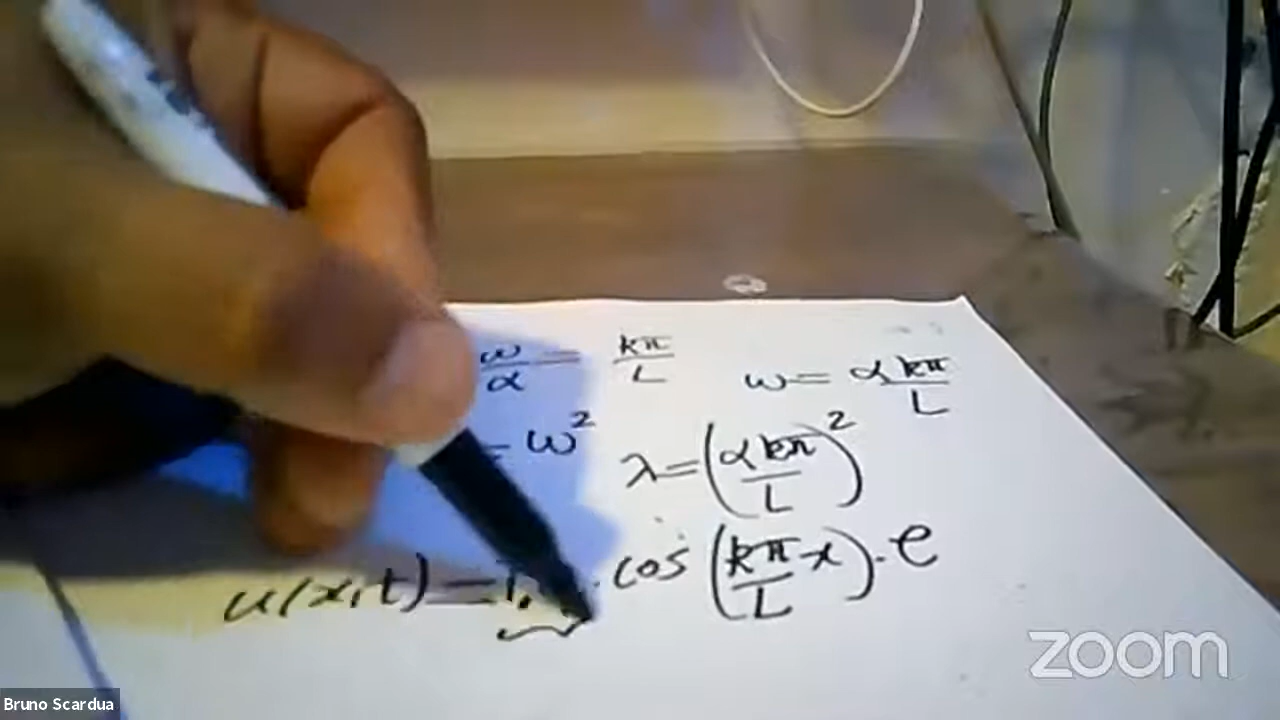 ω/α = kπ/L    ω = αkπ/L
= ω²    λ = (αkπ/L)²
u(x,t) = · cos (kπ/L x) · e
zoom
Bruno Scardua